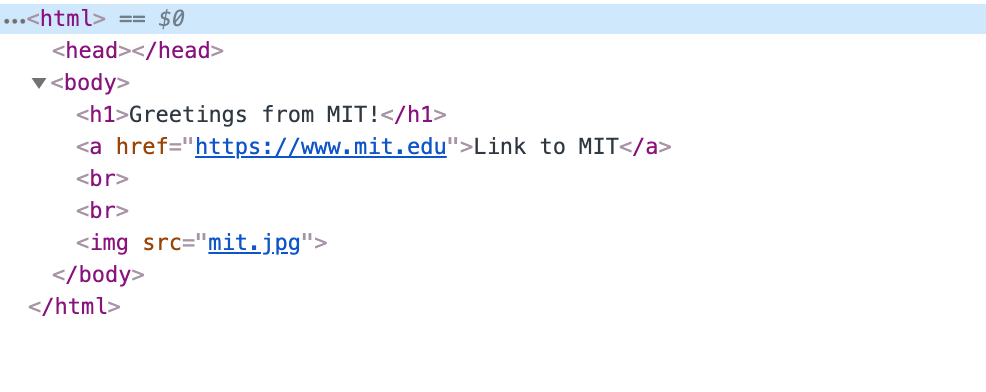 …<html> == $0
<head></head>
<body>
<h1>Greetings from MIT!</h1>
<a href="https://www.mit.edu">Link to MIT</a>
<br>
<br>
<img src="mit.jpg">
</body>
</html>